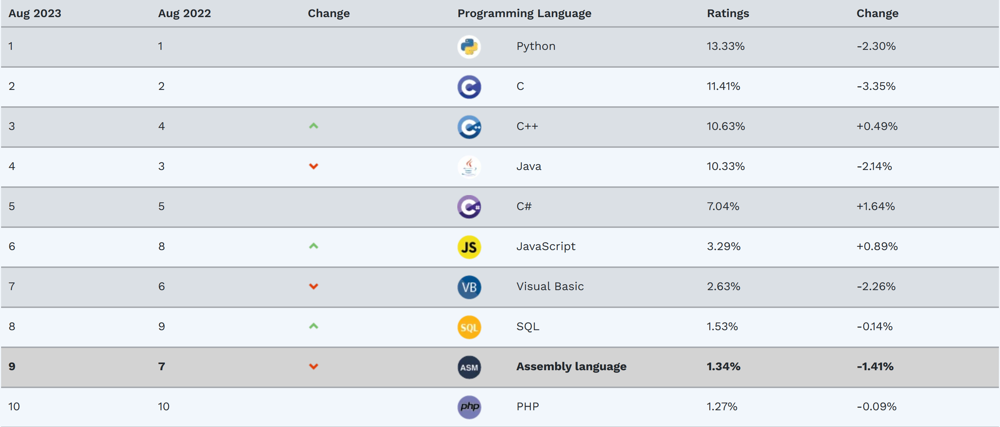 Aug 2023 Aug 2022 Change Programming Language Ratings Change
1 1 Python 13.33% -2.30%
2 2 C C 11.41% -3.35%
3 4 C++ C++ 10.63% +0.49%
4 3 Java 10.33% -2.14%
5 5 C# C# 7.04% +1.64%
6 8 JS JavaScript 3.29% +0.89%
7 6 VB Visual Basic 2.63% -2.26%
8 9 SQL SQL 1.53% -0.14%
9 7 ASM Assembly language 1.34% -1.41%
10 10 php PHP 1.27% -0.09%